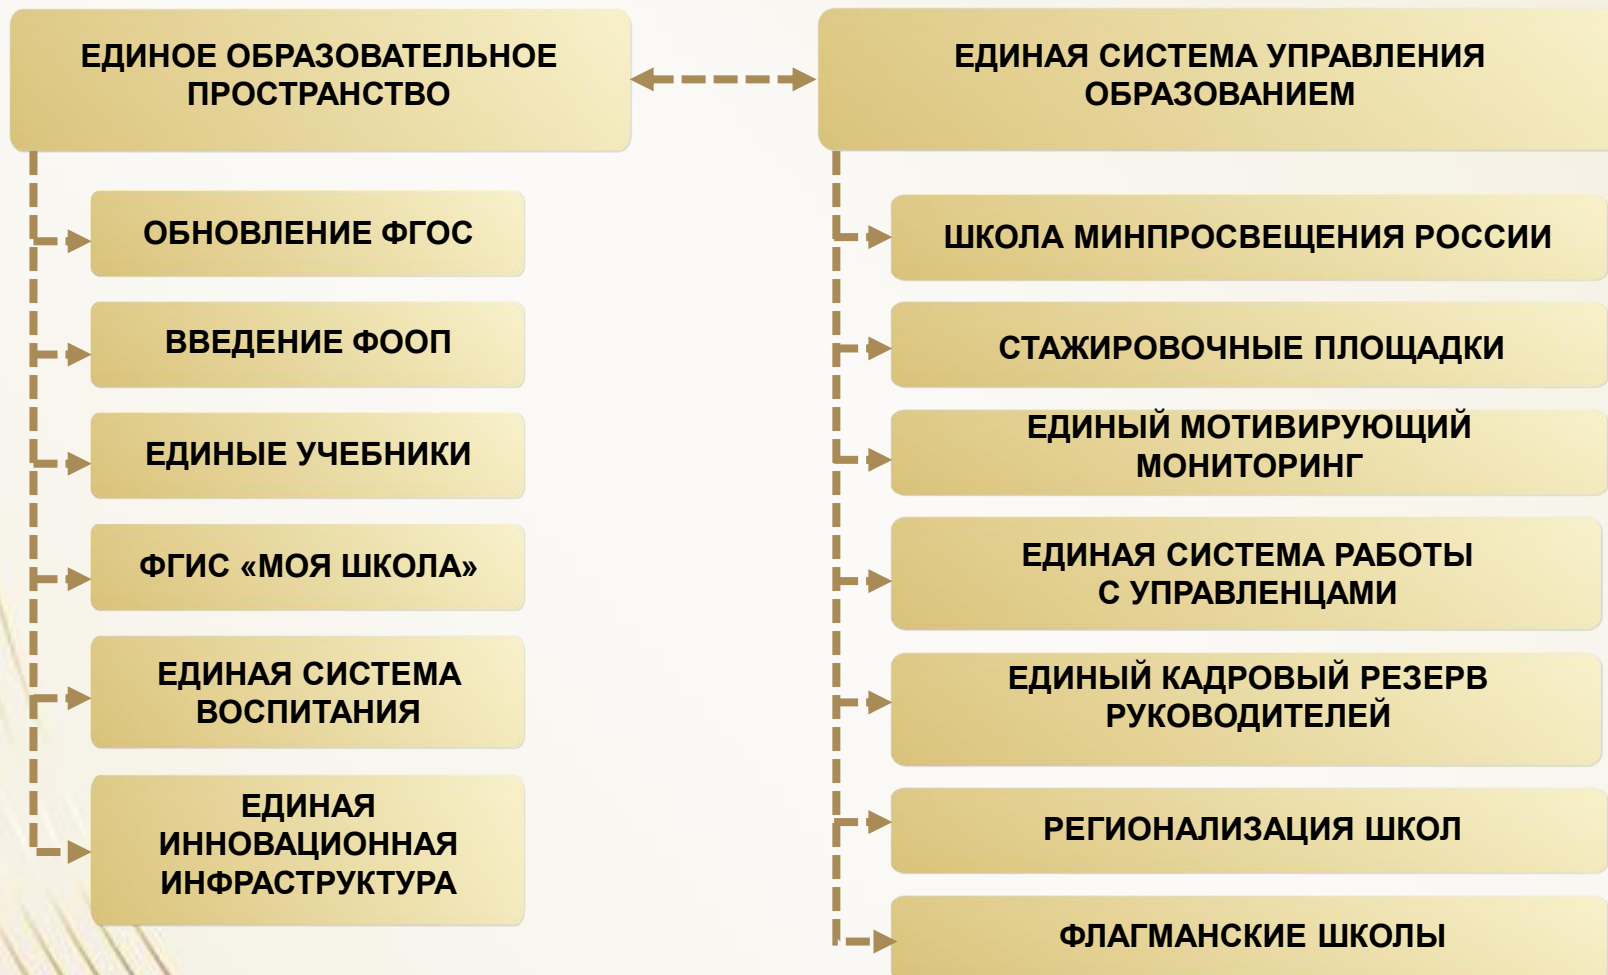 ЕДИНОЕ ОБРАЗОВАТЕЛЬНОЕ
ПРОСТРАНСТВО
ОБНОВЛЕНИЕ ФГОС
ВВЕДЕНИЕ ФООП
ЕДИНЫЕ УЧЕБНИКИ
ФГИС «МОЯ ШКОЛА»
ЕДИНАЯ СИСТЕМА
ВОСПИТАНИЯ
ЕДИНАЯ
ИННОВАЦИОННАЯ
ИНФРАСТРУКТУРА
ЕДИНАЯ СИСТЕМА УПРАВЛЕНИЯ
ОБРАЗОВАНИЕМ
ШКОЛА МИНПРОСВЕЩЕНИЯ РОССИИ
СТАЖИРОВОЧНЫЕ ПЛОЩАДКИ
ЕДИНЫЙ МОТИВИРУЮЩИЙ
МОНИТОРИНГ
ЕДИНАЯ СИСТЕМА РАБОТЫ
С УПРАВЛЕНЦАМИ
ЕДИНЫЙ КАДРОВЫЙ РЕЗЕРВ
РУКОВОДИТЕЛЕЙ
РЕГИОНАЛИЗАЦИЯ ШКОЛ
ФЛАГМАНСКИЕ ШКОЛЫ